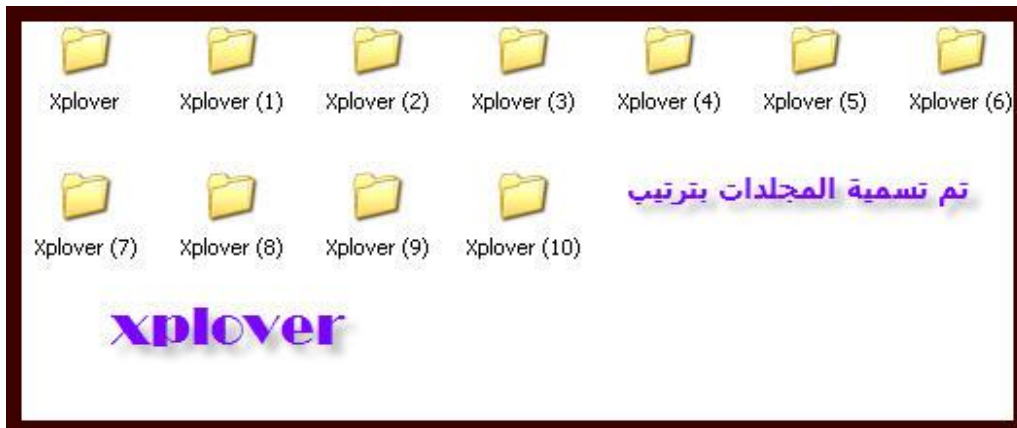 Xplover Xplover (1) Xplover (2) Xplover (3) Xplover (4) Xplover (5) Xplover (6)
تم تسمية المجلدات بترتيب
Xplover (7) Xplover (8) Xplover (9) Xplover (10)
xplover